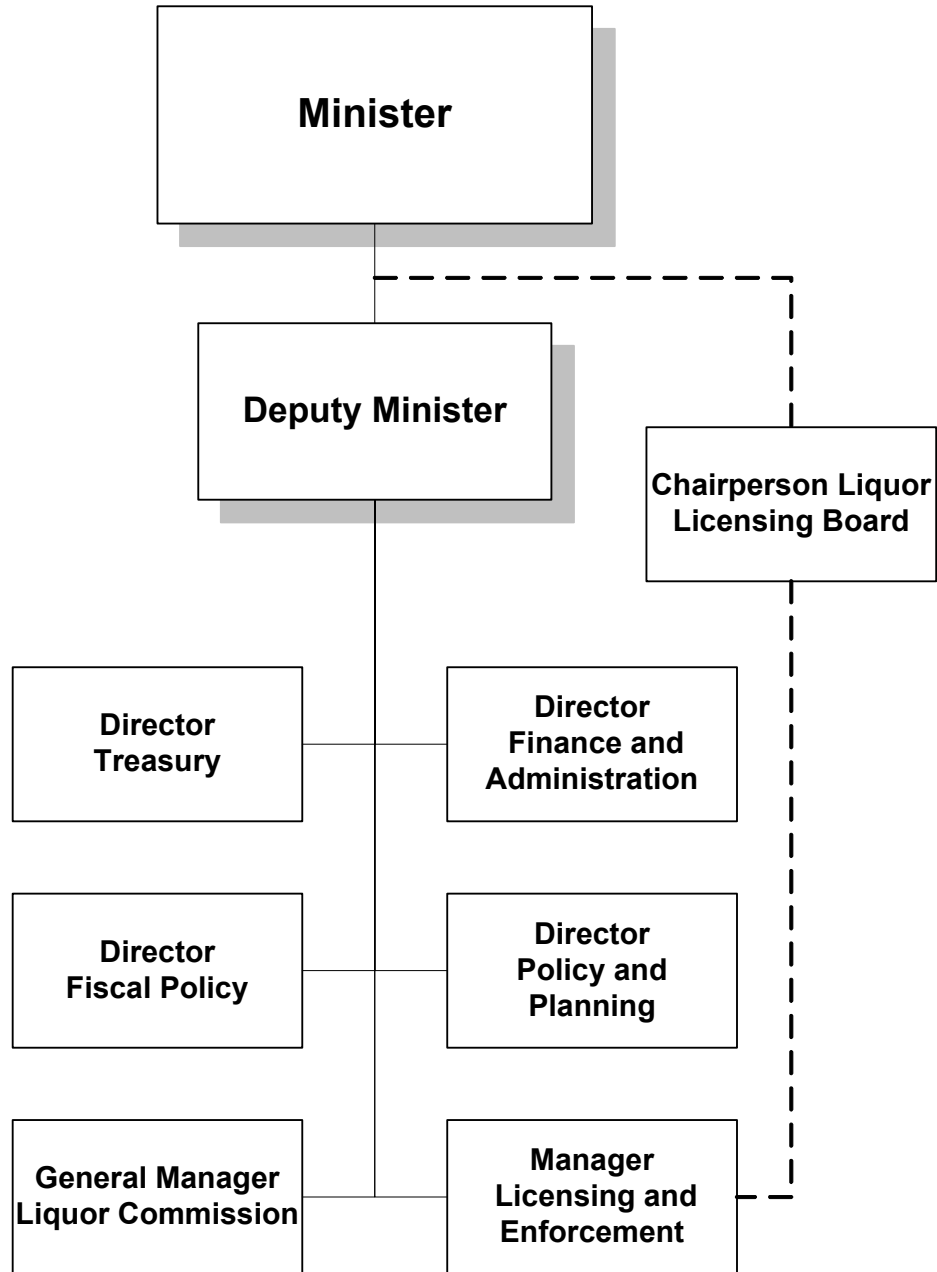 Minister
Deputy Minister
Chairperson Liquor
Licensing Board
Director
Treasury
Director
Finance and
Administration
Director
Fiscal Policy
Director
Policy and
Planning
General Manager
Liquor Commission
Manager
Licensing and
Enforcement